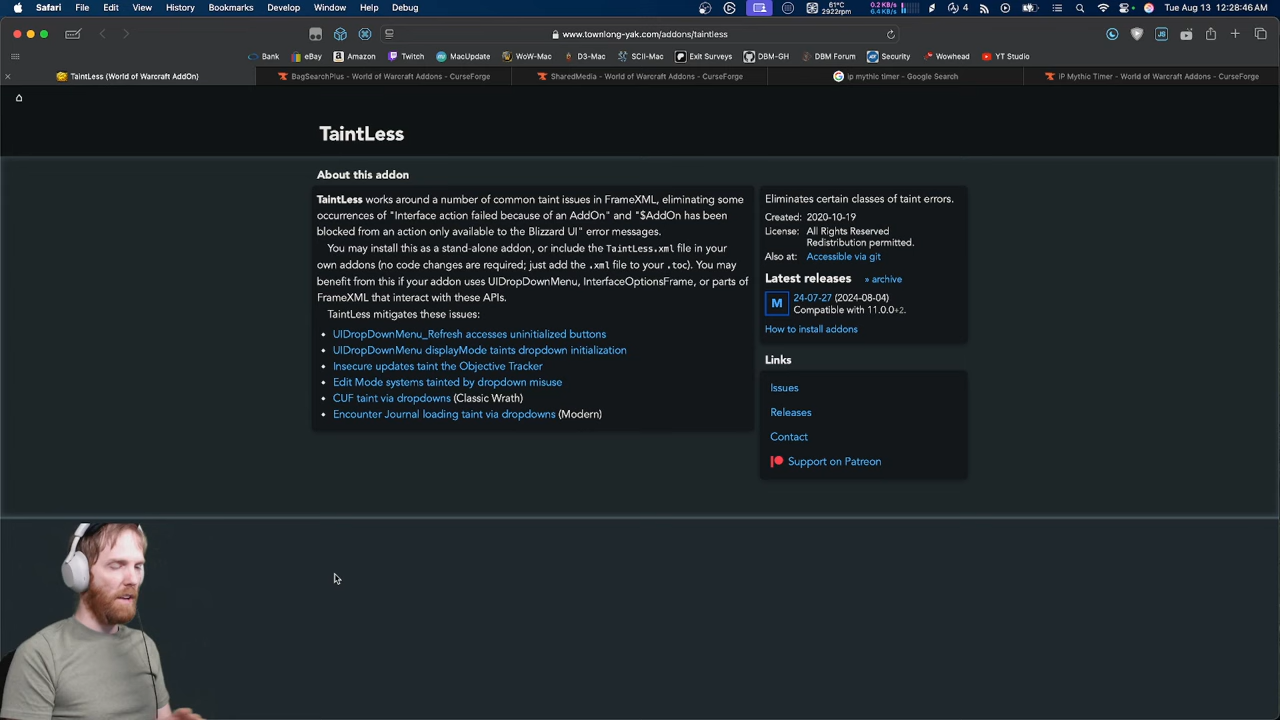 Safari File Edit View History Bookmarks Develop Window Help Debug
61°C 2922rpm 0.2 KB/s 6.4 KB/s 4 Tue Aug 13 12:28:46 AM
www.townlong-yak.com/addons/taintless
Bank eBay Amazon Twitch MacUpdate WoW-Mac D3-Mac SCII-Mac Exit Surveys DBM-GH DBM Forum Security Wowhead YT Studio
TaintLess (World of Warcraft AddOn) BagSearchPlus - World of Warcraft Addons - CurseForge SharedMedia - World of Warcraft Addons - CurseForge ip mythic timer - Google Search iP Mythic Timer - World of Warcraft Addons - CurseForge
TaintLess
About this addon
TaintLess works around a number of common taint issues in FrameXML, eliminating some
occurrences of "Interface action failed because of an AddOn" and "$AddOn has been
blocked from an action only available to the Blizzard UI" error messages.
You may install this as a stand-alone addon, or include the TaintLess.xml file in your
own addons (no code changes are required; just add the .xml file to your .toc). You may
benefit from this if your addon uses UIDropDownMenu, InterfaceOptionsFrame, or parts of
FrameXML that interact with these APIs.
TaintLess mitigates these issues:
• UIDropDownMenu_Refresh accesses uninitialized buttons
• UIDropDownMenu displayMode taints dropdown initialization
• Insecure updates taint the Objective Tracker
• Edit Mode systems tainted by dropdown misuse
• CUF taint via dropdowns (Classic Wrath)
• Encounter Journal loading taint via dropdowns (Modern)
Eliminates certain classes of taint errors.
Created: 2020-10-19
License: All Rights Reserved
Redistribution permitted.
Also at: Accessible via git
Latest releases » archive
M 24-07-27 (2024-08-04)
Compatible with 11.0.0+2.
How to install addons
Links
Issues
Releases
Contact
Support on Patreon